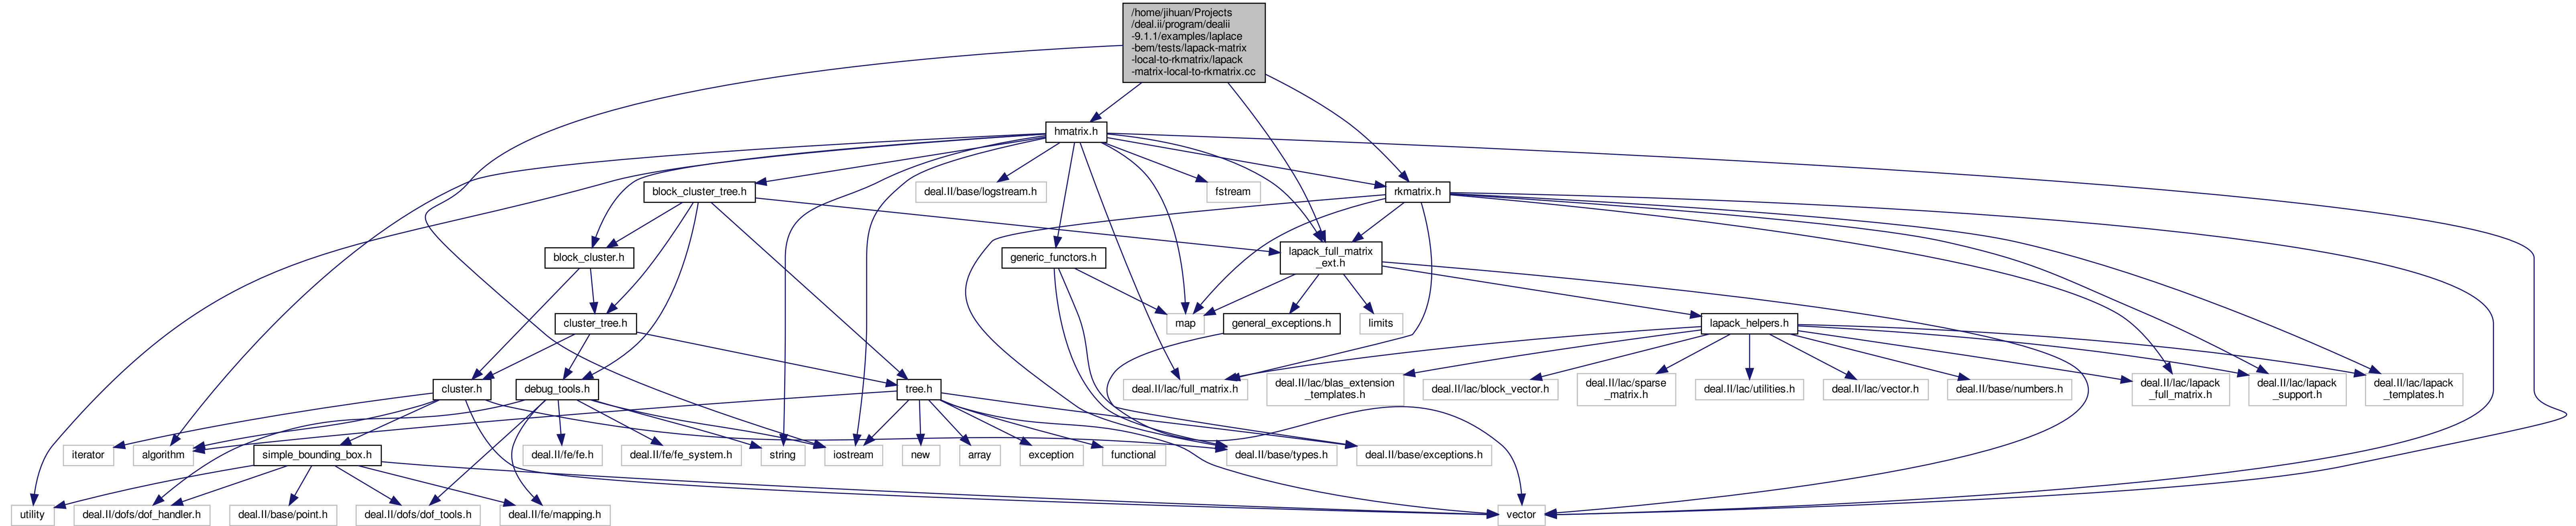 /home/jihuan/Projects
/deal.ii/program/dealii
-9.1.1/examples/laplace
-bem/tests/lapack-matrix
-local-to-rkmatrix/lapack
-matrix-local-to-rkmatrix.cc
hmatrix.h
block_cluster_tree.h
deal.II/base/logstream.h
fstream
rkmatrix.h
block_cluster.h
generic_functors.h
lapack_full_matrix
_ext.h
cluster_tree.h
map
general_exceptions.h
limits
lapack_helpers.h
cluster.h
debug_tools.h
tree.h
deal.II/lac/full_matrix.h
deal.II/lac/blas_extension
_templates.h
deal.II/lac/block_vector.h
deal.II/lac/sparse
_matrix.h
deal.II/lac/utilities.h
deal.II/lac/vector.h
deal.II/base/numbers.h
deal.II/lac/lapack
_full_matrix.h
deal.II/lac/lapack
_support.h
deal.II/lac/lapack
_templates.h
iterator
algorithm
simple_bounding_box.h
deal.II/fe/fe.h
deal.II/fe/fe_system.h
string
iostream
new
array
exception
functional
deal.II/base/types.h
deal.II/base/exceptions.h
utility
deal.II/dofs/dof_handler.h
deal.II/base/point.h
deal.II/dofs/dof_tools.h
deal.II/fe/mapping.h
vector